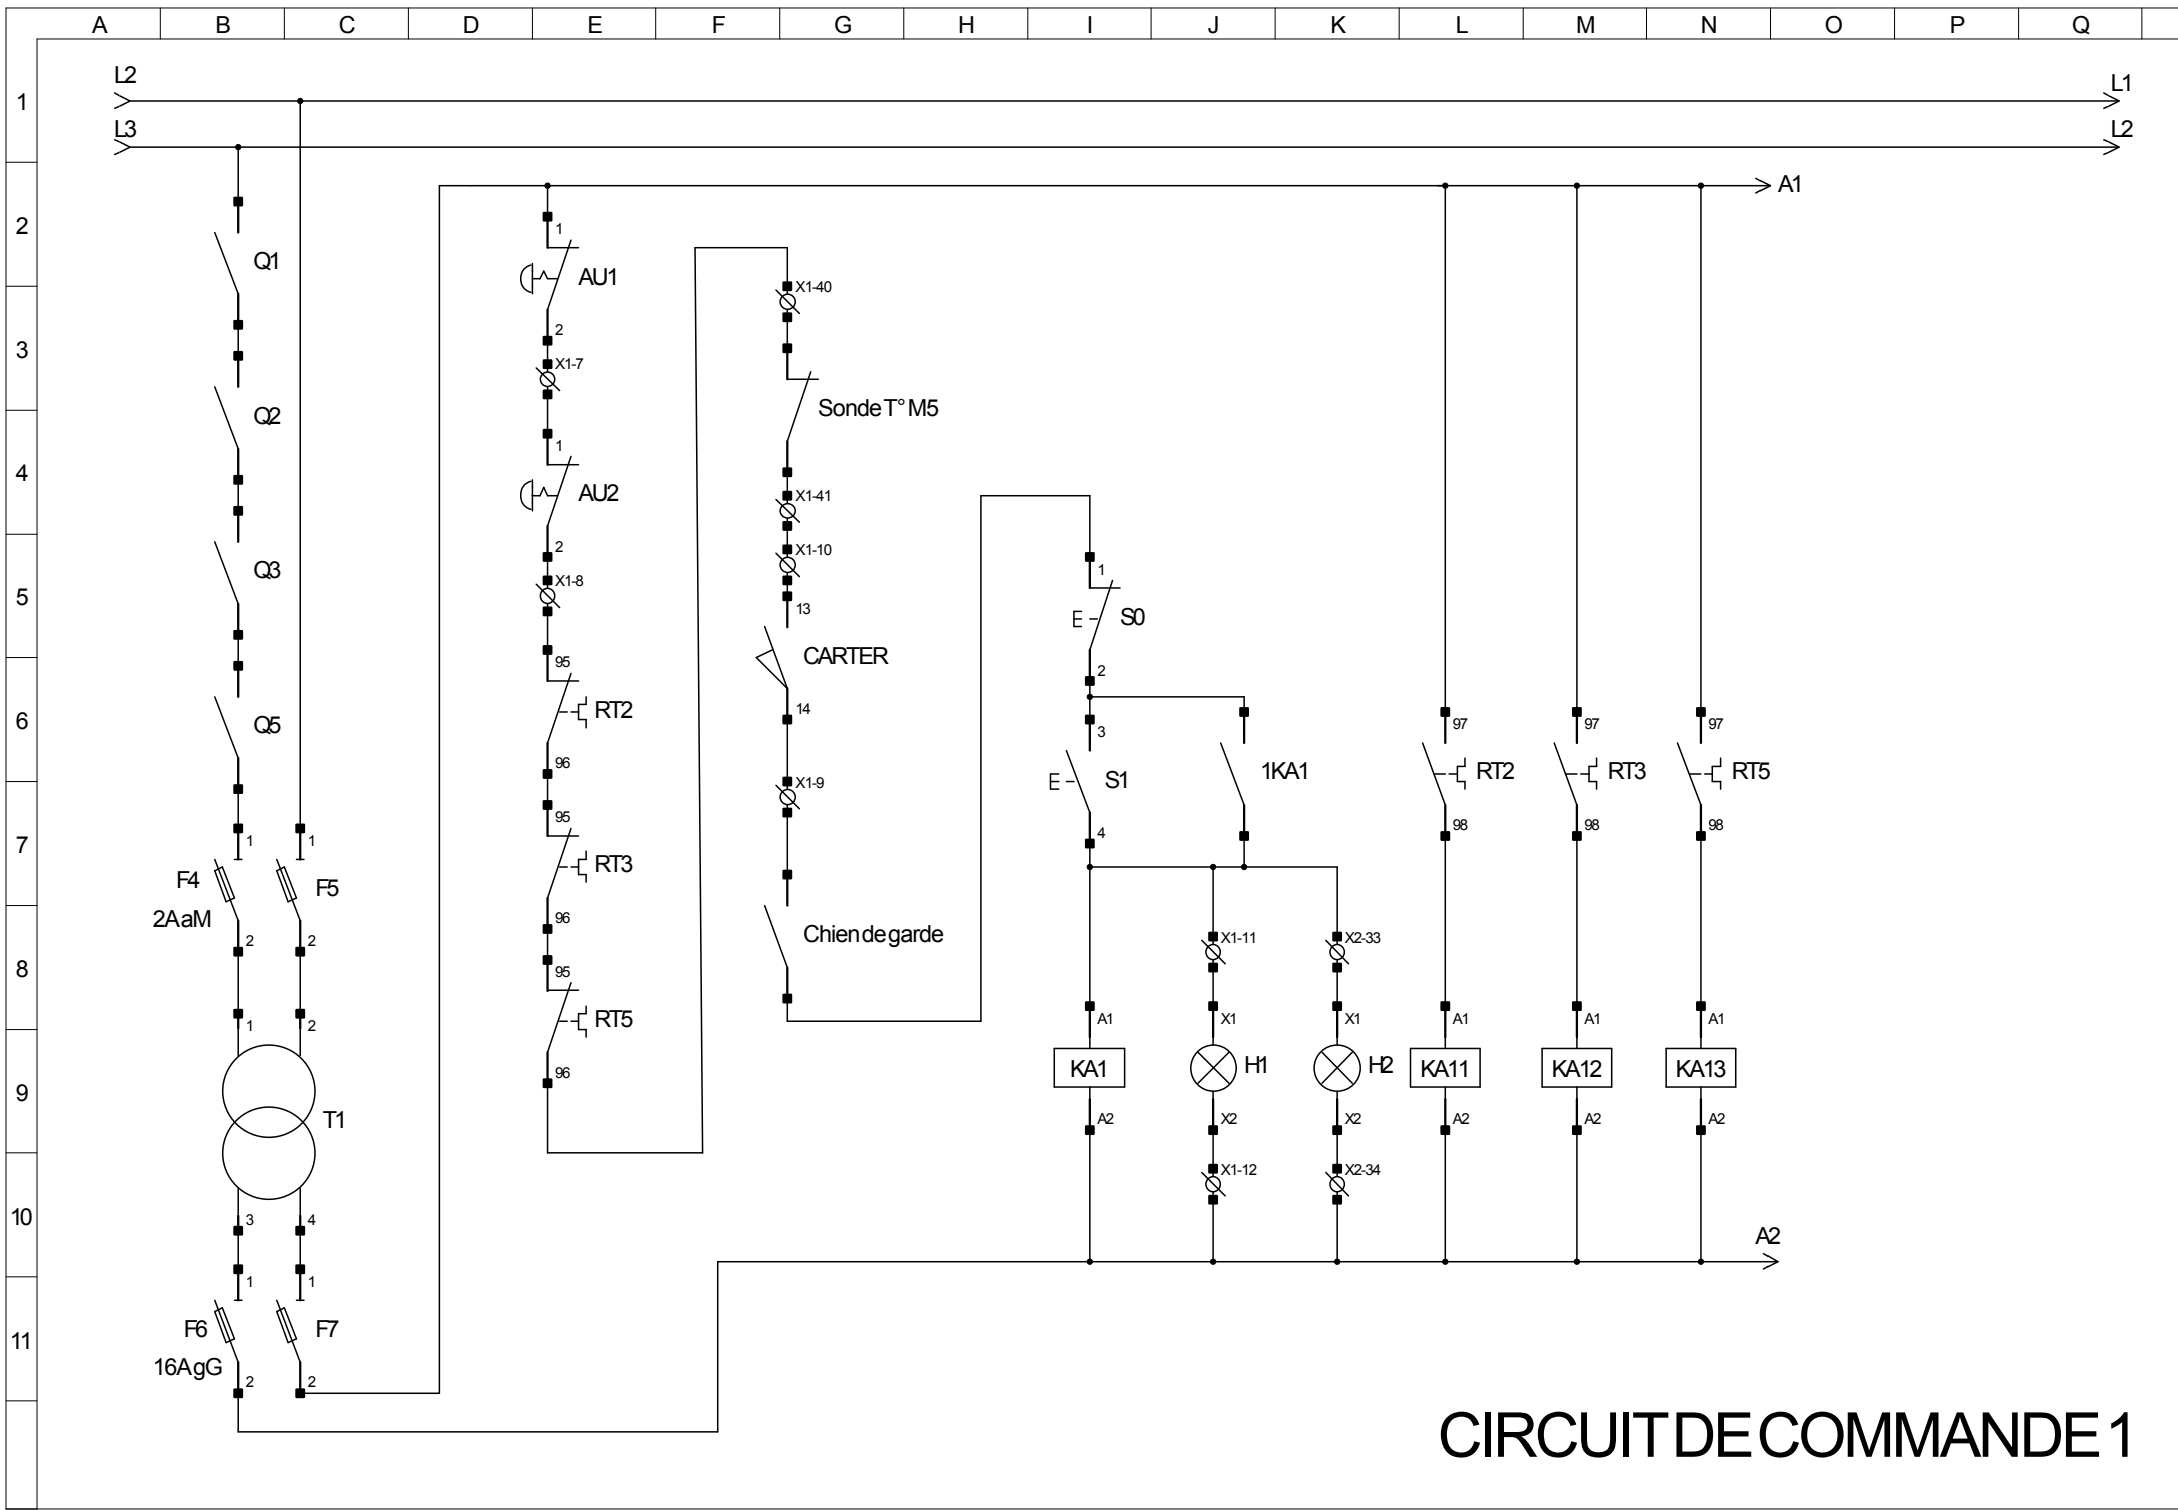 A B C D E F G H I J K L M N O P Q
1
2
3
4
5
6
7
8
9
10
11
L2
L1
L3
L2
A1
Q1
Q2
Q3
Q5
1
1
F4
F5
2AaM
2
2
1
2
T1
3
4
1
1
F6
F7
16AgG
2
2
1
AU1
2
X1-7
1
AU2
2
X1-8
95
RT2
96
95
RT3
96
95
RT5
96
X1-40
Sonde T° M5
X1-41
X1-10
13
CARTER
14
X1-9
Chien de garde
1
S0
2
3
S1
4
1KA1
A1
KA1
A2
X1-11
X1
H1
X2
X1-12
X2-33
X1
H2
X2
X2-34
97
RT2
98
A1
KA11
A2
97
RT3
98
A1
KA12
A2
97
RT5
98
A1
KA13
A2
A2
CIRCUIT DE COMMANDE 1